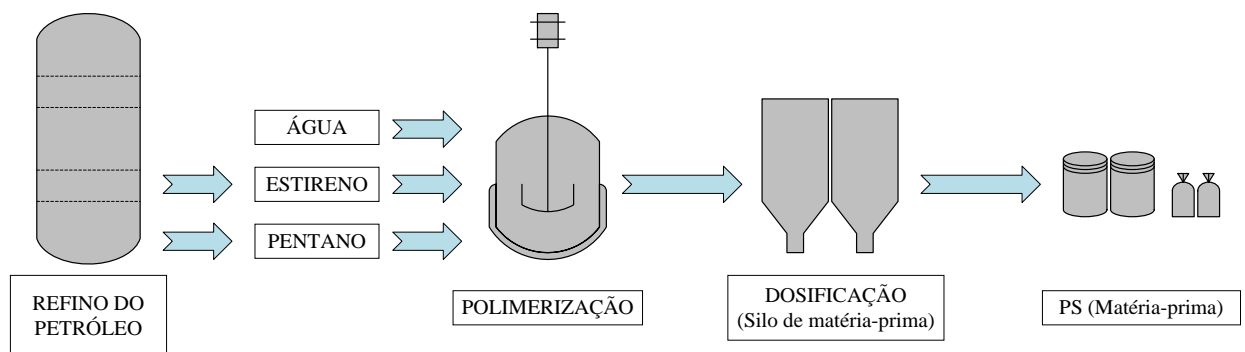 ÁGUA
ESTIRENO
PENTANO
REFINO DO
PETRÓLEO
POLIMERIZAÇÃO
DOSIFICAÇÃO
(Silo de matéria-prima)
PS (Matéria-prima)